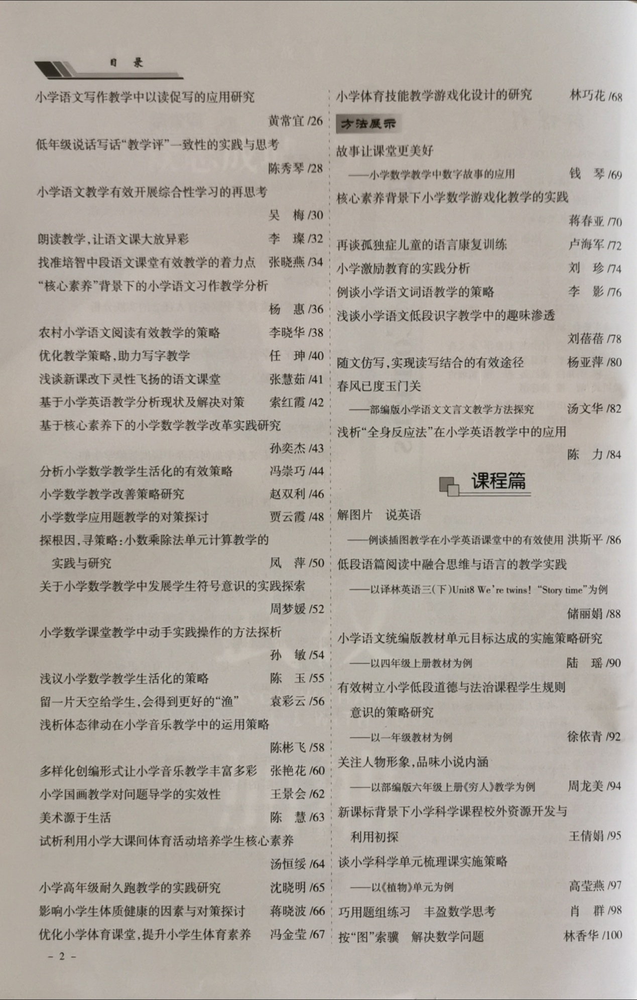 目 录
小学语文写作教学中以读促写的应用研究
黄常宜 /26
低年级说话写话“教学评”一致性的实践与思考
陈秀琴 /28
小学语文教学有效开展综合性学习的再思考
吴 梅 /30
朗读教学,让语文课大放异彩 李 璨 /32
找准培智中段语文课堂有效教学的着力点 张晓燕 /34
“核心素养”背景下的小学语文习作教学分析
杨 惠 /36
农村小学语文阅读有效教学的策略 李晓华 /38
优化教学策略,助力写字教学 任 珅 /40
浅谈新课改下灵性飞扬的语文课堂 张慧茹 /41
基于小学英语教学分析现状及解决对策 索红霞 /42
基于核心素养下的小学数学教学改革实践研究
孙奕杰 /43
分析小学数学教学生活化的有效策略 冯崇巧 /44
小学数学教学改善策略研究 赵双利 /46
小学数学应用题教学的对策探讨 贾云霞 /48
探根因,寻策略:小数乘除法单元计算教学的
实践与研究 凤 萍 /50
关于小学数学教学中发展学生符号意识的实践探索
周梦媛 /52
小学数学课堂教学中动手实践操作的方法探析
孙 敏 /54
浅议小学数学教学生活化的策略 陈 玉 /55
留一片天空给学生,会得到更好的“渔” 袁彩云 /56
浅析体态律动在小学音乐教学中的运用策略
陈彬飞 /58
多样化创编形式让小学音乐教学丰富多彩 张艳花 /60
小学国画教学对问题导学的实效性 王景会 /62
美术源于生活 陈 慧 /63
试析利用小学大课间体育活动培养学生核心素养
汤恒绥 /64
小学高年级耐久跑教学的实践研究 沈晓明 /65
影响小学生体质健康的因素与对策探讨 蒋晓波 /66
优化小学体育课堂,提升小学生体育素养 冯金莹 /67
- 2 -
小学体育技能教学游戏化设计的研究 林巧花 /68
方法展示
故事让课堂更美好
——小学数学教学中数字故事的应用 钱 琴 /69
核心素养背景下小学数学游戏化教学的实践
蒋春亚 /70
再谈孤独症儿童的语言康复训练 卢海军 /72
小学激励教育的实践分析 刘 珍 /74
例谈小学语文词语教学的策略 李 影 /76
浅谈小学语文低段识字教学中的趣味渗透
刘蓓蓓 /78
随文仿写,实现读写结合的有效途径 杨亚萍 /80
春风已度玉门关
——部编版小学语文文言文教学方法探究 汤文华 /82
浅析“全身反应法”在小学英语教学中的应用
陈 力 /84
课程篇
解图片 说英语
——例谈插图教学在小学英语课堂中的有效使用 洪斯平 /86
低段语篇阅读中融合思维与语言的教学实践
——以译林英语三(下)Unit8 We’re twins! “Story time”为例
储丽娟 /88
小学语文统编版教材单元目标达成的实施策略研究
——以四年级上册教材为例 陆 瑶 /90
有效树立小学低段道德与法治课程学生规则
意识的策略研究
——以一年级教材为例 徐依青 /92
关注人物形象,品味小说内涵
——以部编版六年级上册《穷人》教学为例 周龙美 /94
新课标背景下小学科学课程校外资源开发与
利用初探 王倩娟 /95
谈小学科学单元梳理课实施策略
——以《植物》单元为例 高莹燕 /97
巧用题组练习 丰盈数学思考 肖 群 /98
按“图”索骥 解决数学问题 林香华 /100